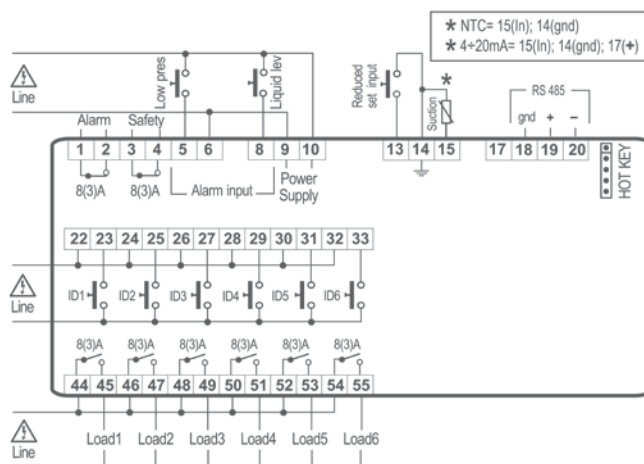 * NTC= 15(In); 14(gnd)
* 4÷20mA= 15(In); 14(gnd); 17(+)
Line
Low pres
Liquid lev
Reduced
set input
*
Suction
RS 485
gnd + −
Alarm Safety
1 2 3 4 5 6 8 9 10 13 14 15 17 18 19 20
8(3)A 8(3)A Alarm input
Power
Supply
HOT KEY
22 23 24 25 26 27 28 29 30 31 32 33
Line
ID1 ID2 ID3 ID4 ID5 ID6
8(3)A 8(3)A 8(3)A 8(3)A 8(3)A 8(3)A
44 45 46 47 48 49 50 51 52 53 54 55
Line
Load1 Load2 Load3 Load4 Load5 Load6